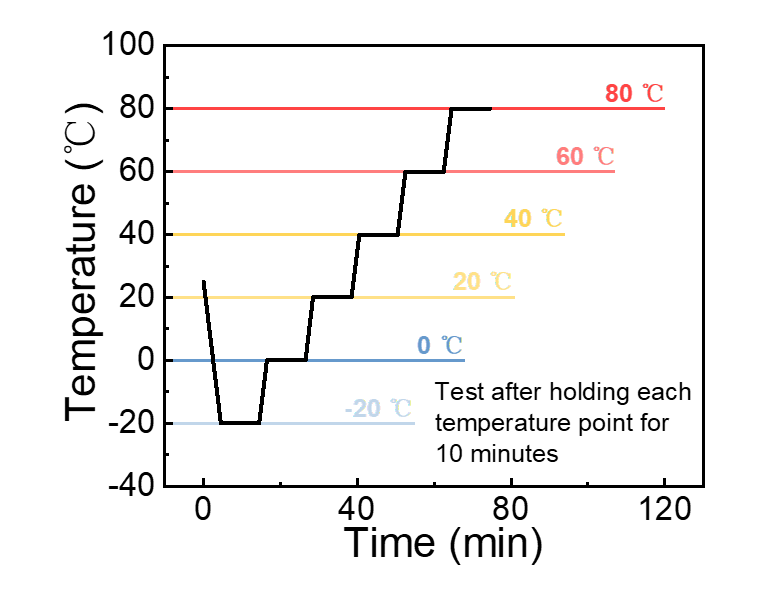 100
80
60
40
20
0
-20
-40
Temperature (℃)
80 ℃
60 ℃
40 ℃
20 ℃
0 ℃
-20 ℃
Test after holding each
temperature point for
10 minutes
0 40 80 120
Time (min)